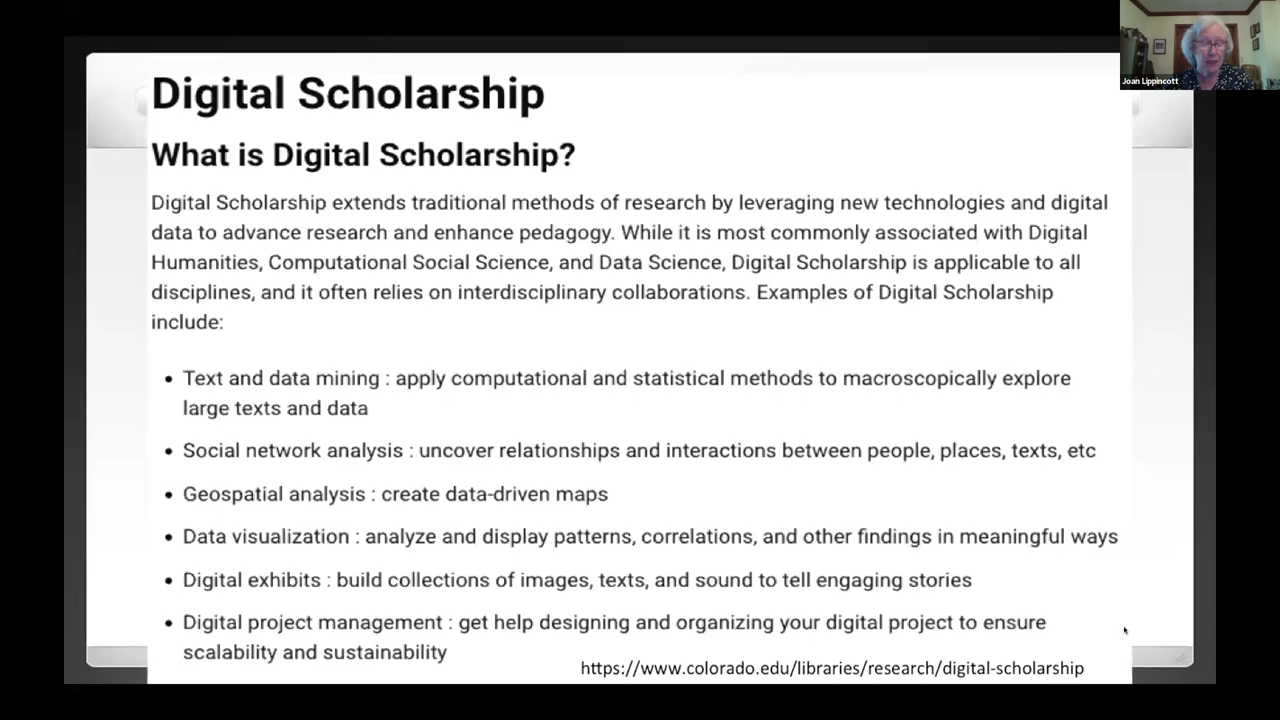 Joan Lippincott
Digital Scholarship
What is Digital Scholarship?
Digital Scholarship extends traditional methods of research by leveraging new technologies and digital
data to advance research and enhance pedagogy. While it is most commonly associated with Digital
Humanities, Computational Social Science, and Data Science, Digital Scholarship is applicable to all
disciplines, and it often relies on interdisciplinary collaborations. Examples of Digital Scholarship
include:
• Text and data mining : apply computational and statistical methods to macroscopically explore
large texts and data
• Social network analysis : uncover relationships and interactions between people, places, texts, etc
• Geospatial analysis : create data-driven maps
• Data visualization : analyze and display patterns, correlations, and other findings in meaningful ways
• Digital exhibits : build collections of images, texts, and sound to tell engaging stories
• Digital project management : get help designing and organizing your digital project to ensure
scalability and sustainability
https://www.colorado.edu/libraries/research/digital-scholarship